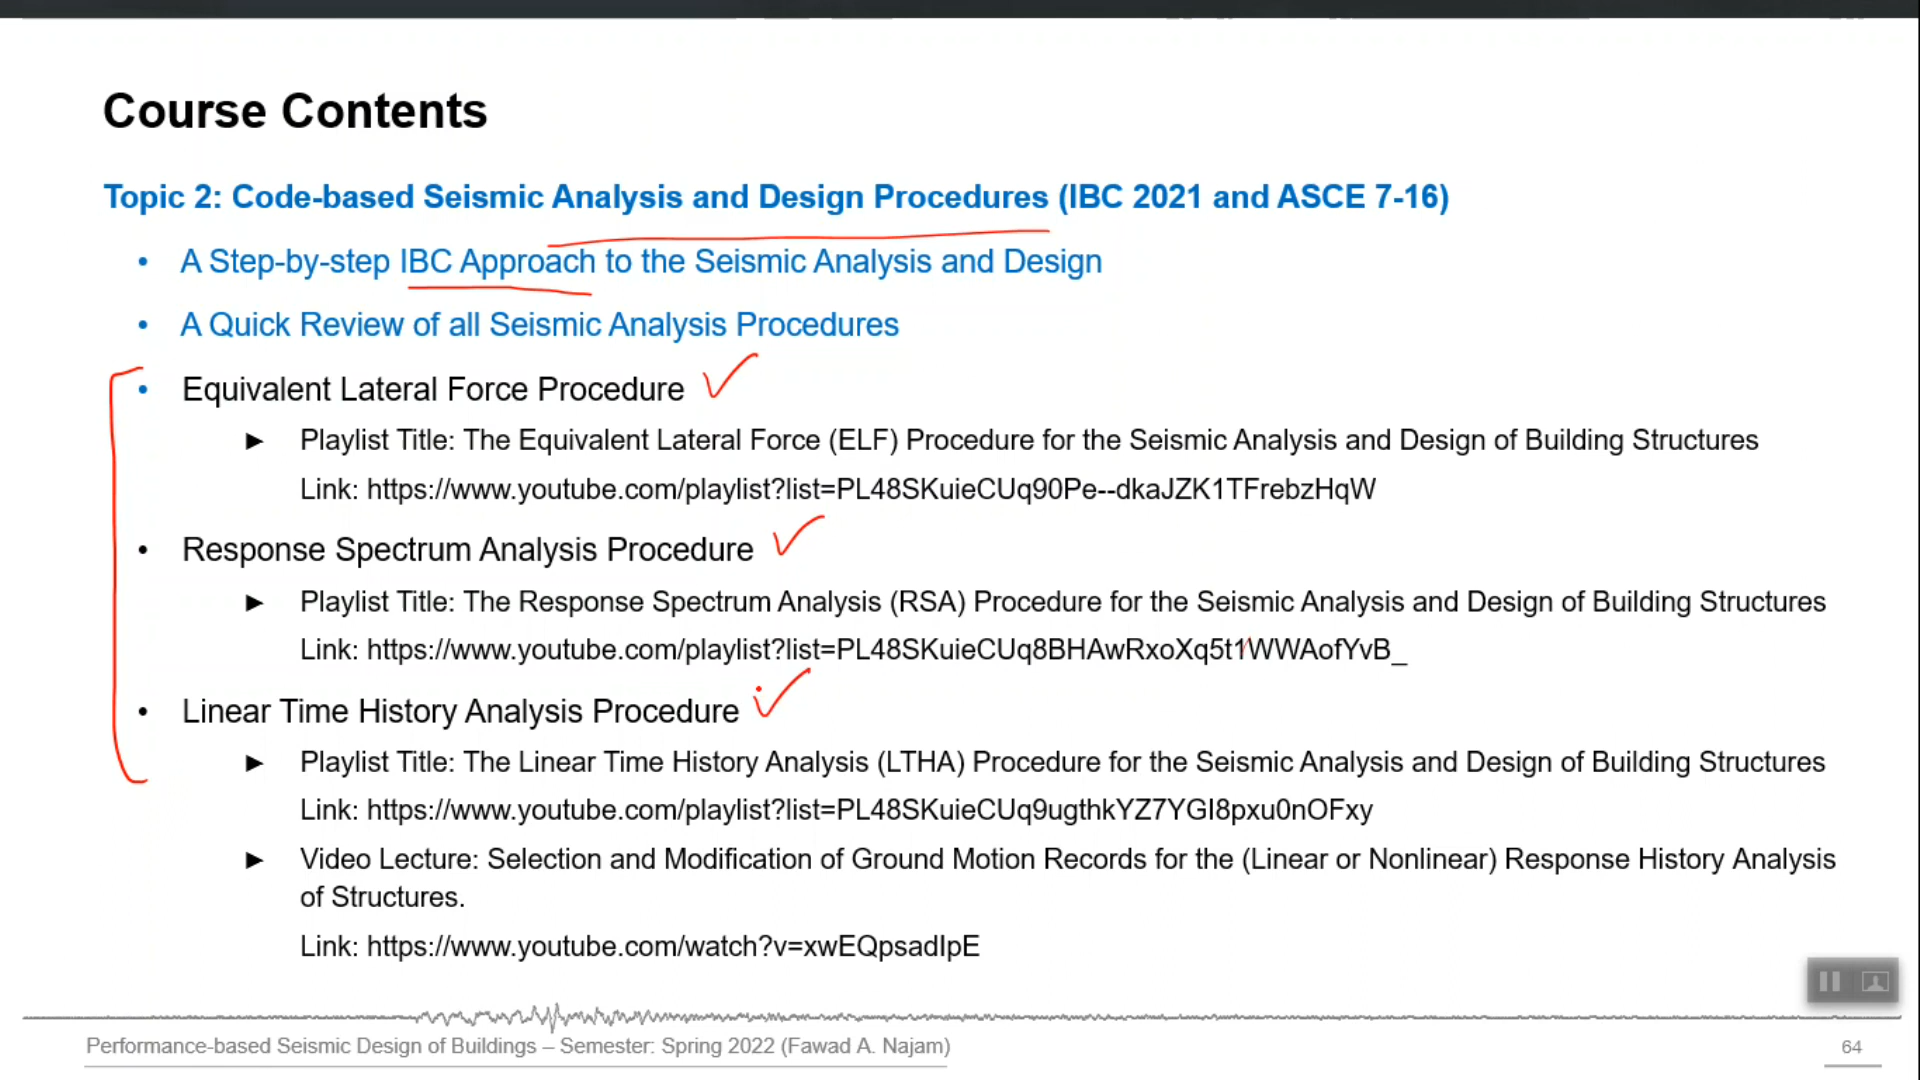 Course Contents
Topic 2: Code-based Seismic Analysis and Design Procedures (IBC 2021 and ASCE 7-16)
• A Step-by-step IBC Approach to the Seismic Analysis and Design
• A Quick Review of all Seismic Analysis Procedures
• Equivalent Lateral Force Procedure
► Playlist Title: The Equivalent Lateral Force (ELF) Procedure for the Seismic Analysis and Design of Building Structures
Link: https://www.youtube.com/playlist?list=PL48SKuieCUq90Pe--dkaJZK1TFrebzHqW
• Response Spectrum Analysis Procedure
► Playlist Title: The Response Spectrum Analysis (RSA) Procedure for the Seismic Analysis and Design of Building Structures
Link: https://www.youtube.com/playlist?list=PL48SKuieCUq8BHAwRxoXq5t1WWAofYvB_
• Linear Time History Analysis Procedure
► Playlist Title: The Linear Time History Analysis (LTHA) Procedure for the Seismic Analysis and Design of Building Structures
Link: https://www.youtube.com/playlist?list=PL48SKuieCUq9ugthkYZ7YGI8pxu0nOFxy
► Video Lecture: Selection and Modification of Ground Motion Records for the (Linear or Nonlinear) Response History Analysis
of Structures.
Link: https://www.youtube.com/watch?v=xwEQpsadIpE
Performance-based Seismic Design of Buildings – Semester: Spring 2022 (Fawad A. Najam)
64